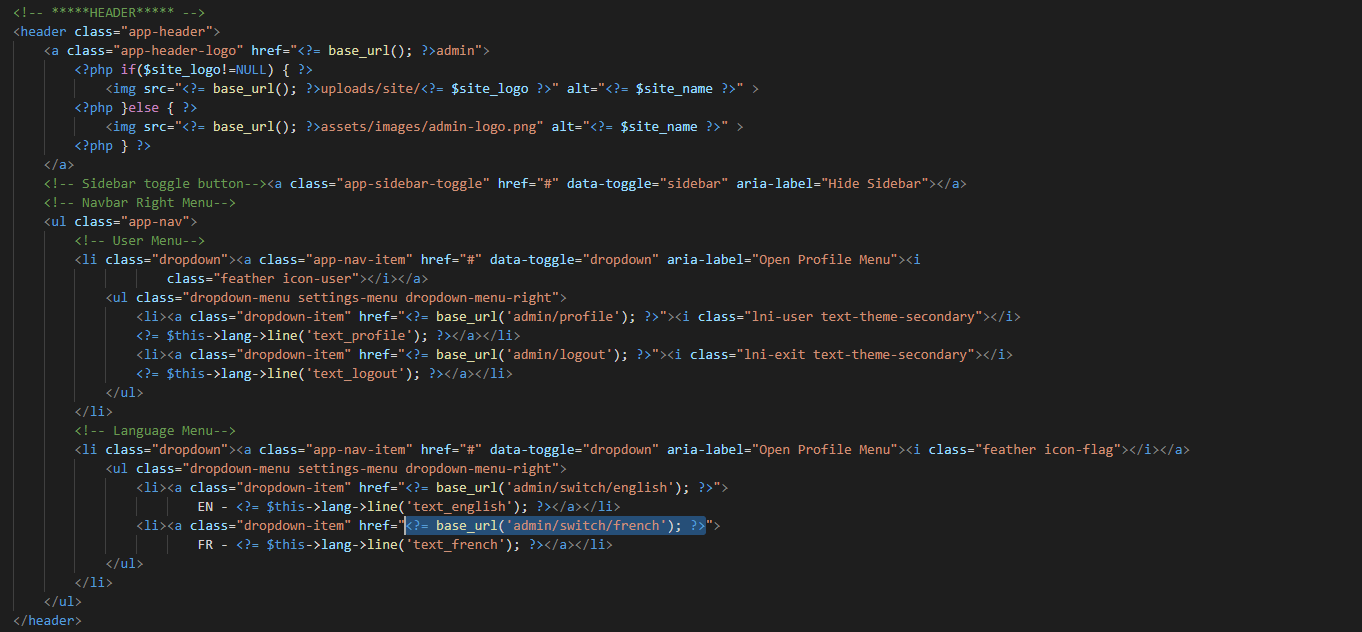 <!-- *****HEADER***** -->
<header class="app-header">
<a class="app-header-logo" href="<?= base_url(); ?>admin">
<?php if($site_logo!=NULL) { ?>
<img src="<?= base_url(); ?>uploads/site/<?= $site_logo ?>" alt="<?= $site_name ?>" >
<?php }else { ?>
<img src="<?= base_url(); ?>assets/images/admin-logo.png" alt="<?= $site_name ?>" >
<?php } ?>
</a>
<!-- Sidebar toggle button--><a class="app-sidebar-toggle" href="#" data-toggle="sidebar" aria-label="Hide Sidebar"></a>
<!-- Navbar Right Menu-->
<ul class="app-nav">
<!-- User Menu-->
<li class="dropdown"><a class="app-nav-item" href="#" data-toggle="dropdown" aria-label="Open Profile Menu"><i
class="feather icon-user"></i></a>
<ul class="dropdown-menu settings-menu dropdown-menu-right">
<li><a class="dropdown-item" href="<?= base_url('admin/profile'); ?>"><i class="lni-user text-theme-secondary"></i>
<?= $this->lang->line('text_profile'); ?></a></li>
<li><a class="dropdown-item" href="<?= base_url('admin/logout'); ?>"><i class="lni-exit text-theme-secondary"></i>
<?= $this->lang->line('text_logout'); ?></a></li>
</ul>
</li>
<!-- Language Menu-->
<li class="dropdown"><a class="app-nav-item" href="#" data-toggle="dropdown" aria-label="Open Profile Menu"><i class="feather icon-flag"></i></a>
<ul class="dropdown-menu settings-menu dropdown-menu-right">
<li><a class="dropdown-item" href="<?= base_url('admin/switch/english'); ?>">
EN - <?= $this->lang->line('text_english'); ?></a></li>
<li><a class="dropdown-item" href="<?= base_url('admin/switch/french'); ?>">
FR - <?= $this->lang->line('text_french'); ?></a></li>
</ul>
</li>
</ul>
</header>